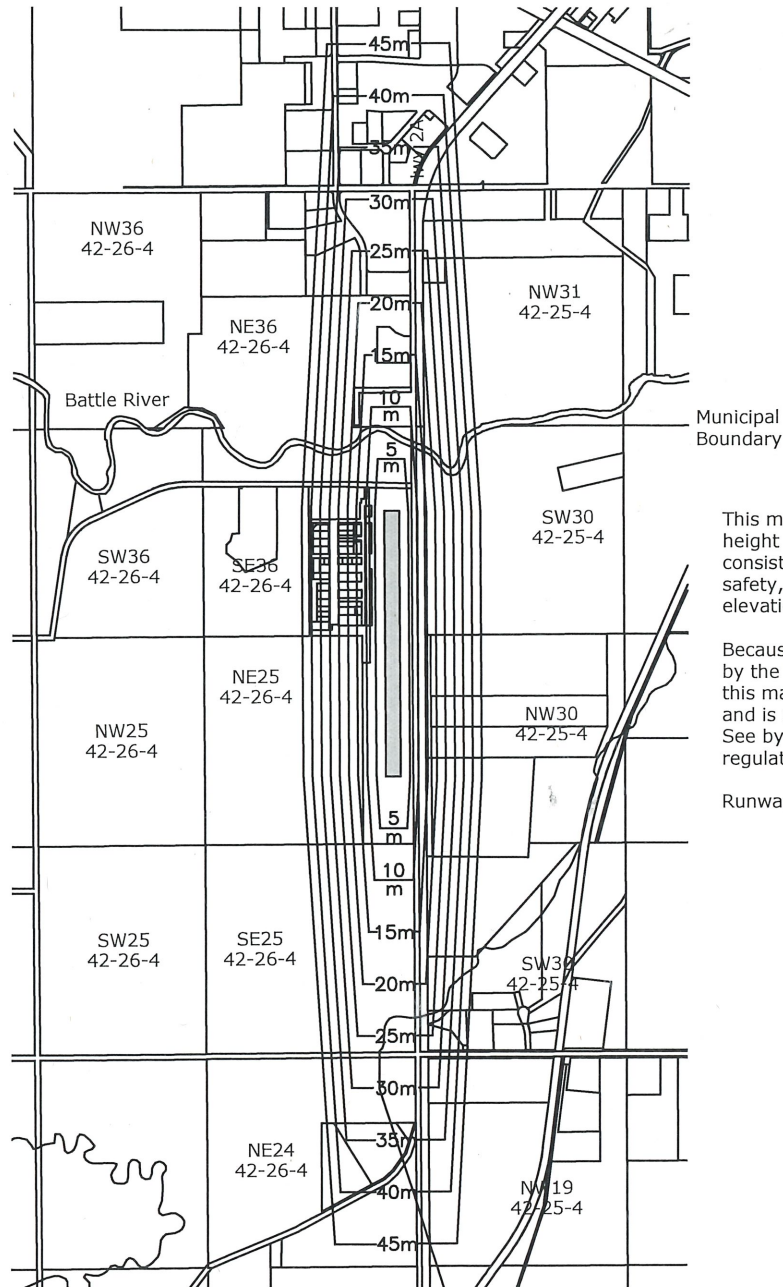 45m
40m
35m
30m
NW36
42-26-4
25m
NW31
42-25-4
20m
NE36
42-26-4
15m
Battle River
10
m
Municipal
Boundary
5
m
SW30
42-25-4
SW36
42-26-4
SE36
42-26-4
NE25
42-26-4
NW25
42-26-4
NW30
42-25-4
This m
height
consist
safety,
elevati
Becaus
by the
this ma
and is
See by
regulat
Runwa
5
m
10
m
15m
SW25
42-26-4
SE25
42-26-4
SW30
42-25-4
20m
25m
30m
35m
NE24
42-26-4
40m
NW19
42-25-4
45m